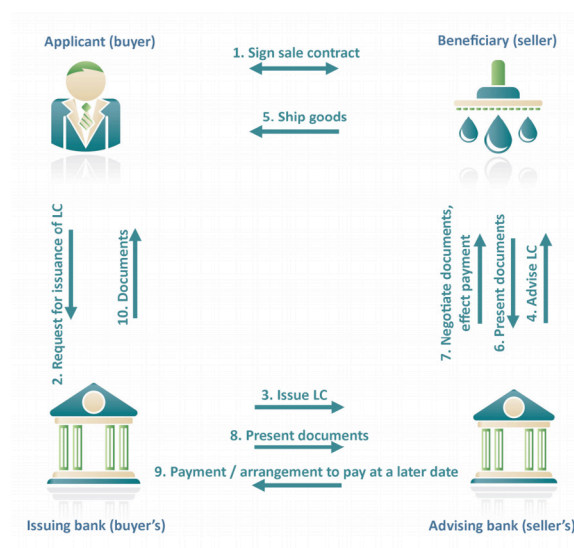 Applicant (buyer)
Beneficiary (seller)
1. Sign sale contract
5. Ship goods
2. Request for issuance of LC
10. Documents
7. Negotiate documents,
effect payment
6. Present documents
4. Advise LC
3. Issue LC
8. Present documents
9. Payment / arrangement to pay at a later date
Issuing bank (buyer's)
Advising bank (seller's)